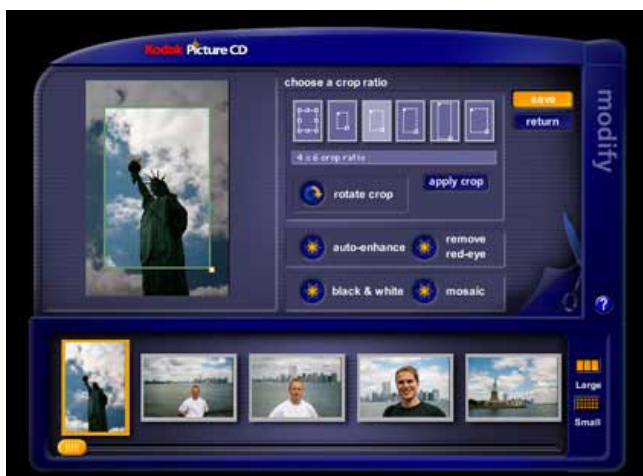 Kodak Picture CD
choose a crop ratio
save
return
modify
4 x 6 crop ratio
apply crop
rotate crop
auto-enhance
remove
red-eye
black & white
mosaic
?
Large
Small